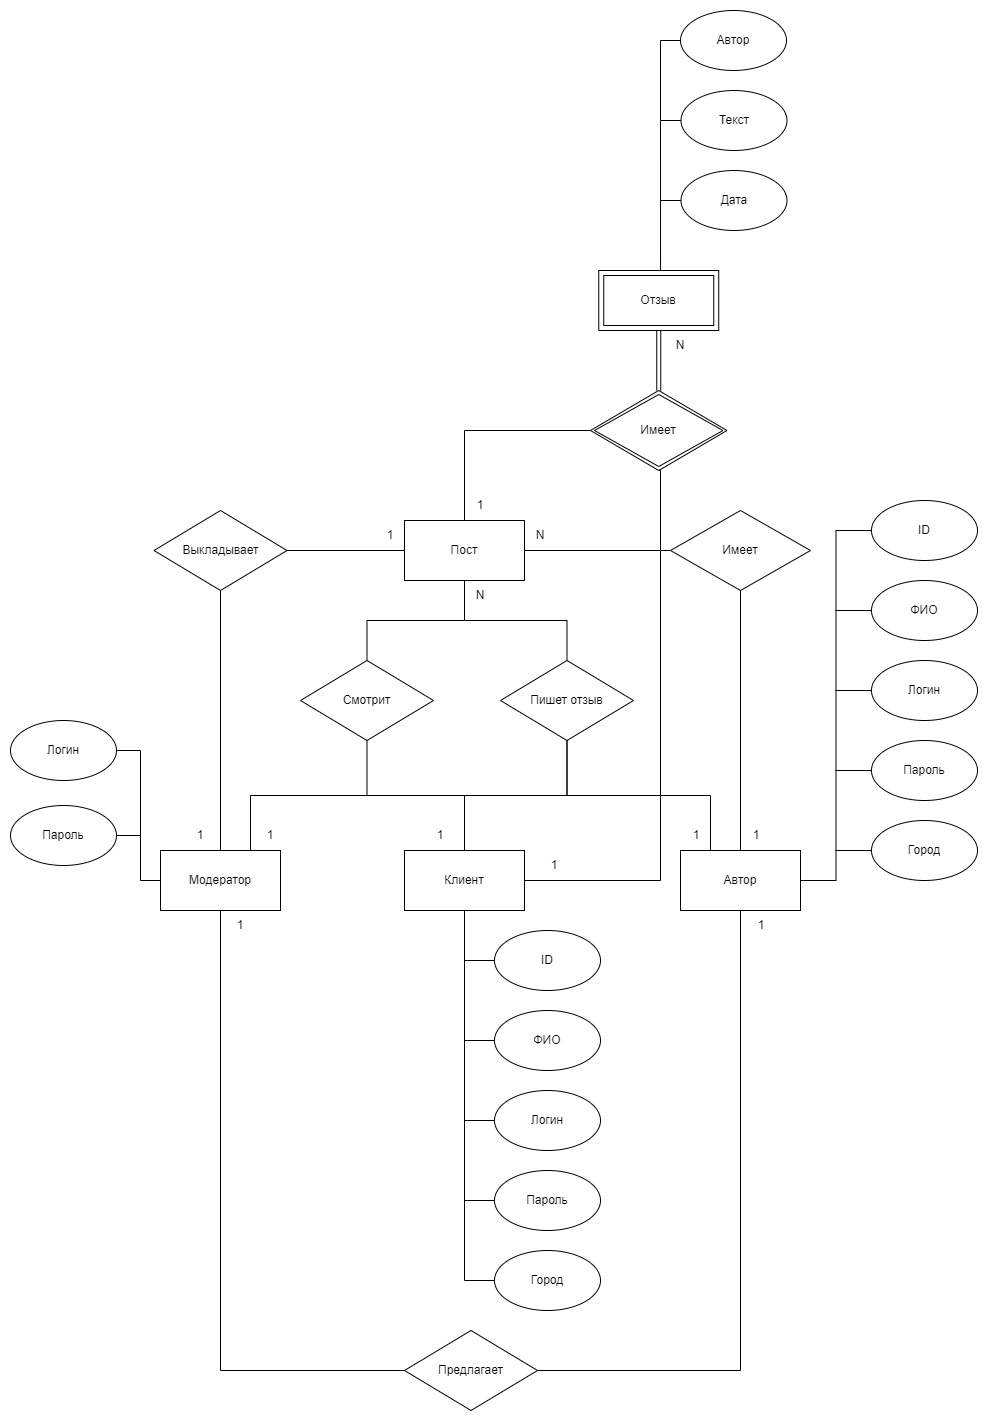 Автор
Текст
Дата
Отзыв
N
Имеет
1
Выкладывает
1
Пост
N
Имеет
ID
N
ФИО
Смотрит
Пишет отзыв
Логин
Логин
Пароль
Пароль
1
1
1
1
1
Город
1
Модератор
Клиент
Автор
1
1
ID
ФИО
Логин
Пароль
Город
Предлагает